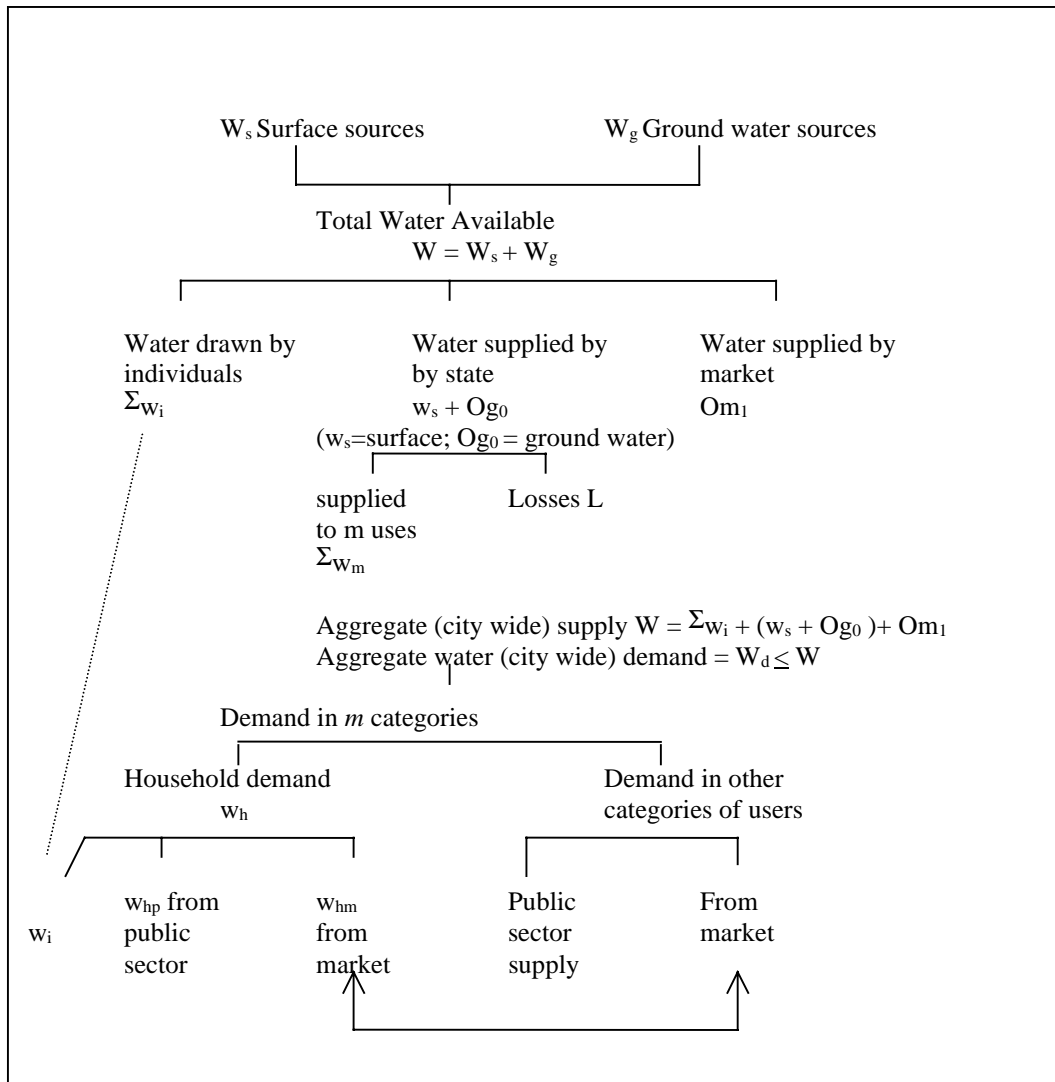 Ws Surface sources Wg Ground water sources
Total Water Available
W = Ws + Wg
Water drawn by Water supplied by Water supplied by
individuals by state market
Σwi ws + Og0 Om1
(ws=surface; Og0 = ground water)
supplied Losses L
to m uses
Σwm
Aggregate (city wide) supply W = Σwi + (ws + Og0 )+ Om1
Aggregate water (city wide) demand = Wd ≤ W
Demand in m categories
Household demand Demand in other
wh categories of users
whp from whm Public From
wi public from sector market
sector market supply